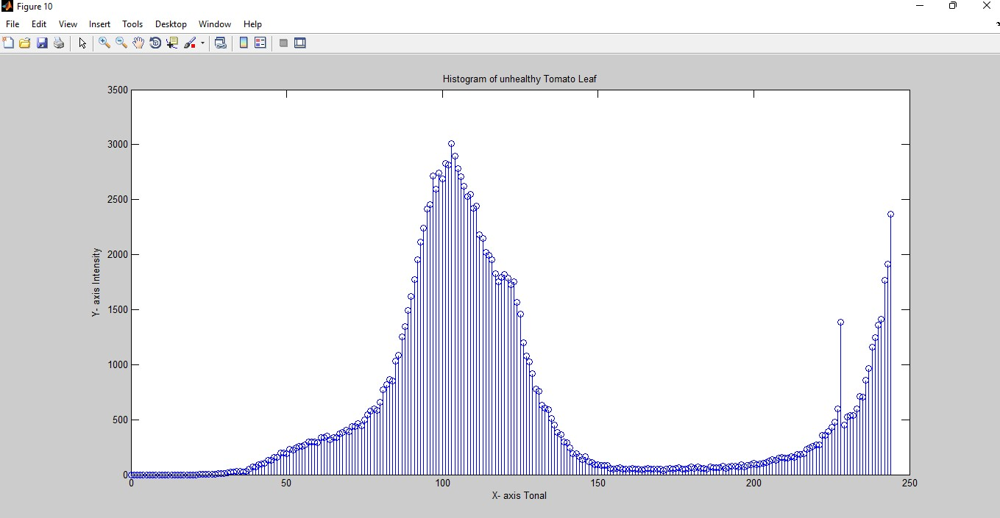 Figure 10
File Edit View Insert Tools Desktop Window Help
Histogram of unhealthy Tomato Leaf
3500
3000
2500
2000
1500
1000
500
0
Y- axis Intensity
0 50 100 150 200 250
X- axis Tonal